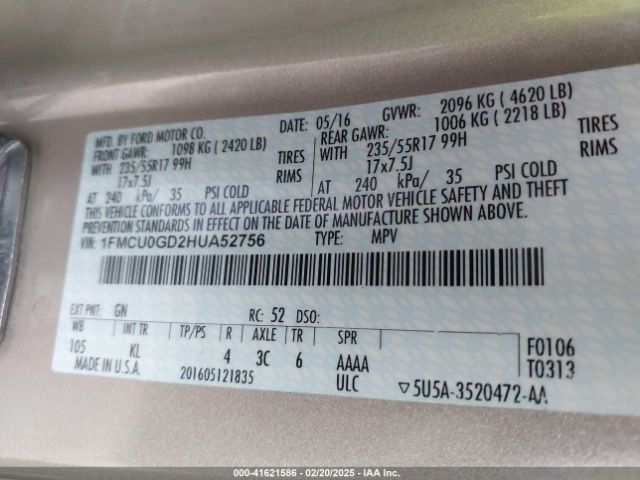 MFD. BY FORD MOTOR CO. DATE: 05/16 GVWR: 2096 KG ( 4620 LB)
FRONT GAWR: 1098 KG ( 2420 LB) REAR GAWR: 1006 KG ( 2218 LB)
WITH 235/55R17 99H TIRES WITH 235/55R17 99H TIRES
17x7.5J RIMS 17x7.5J RIMS
AT 240 kPa/ 35 PSI COLD AT 240 kPa/ 35 PSI COLD
THIS VEHICLE CONFORMS TO ALL APPLICABLE FEDERAL MOTOR VEHICLE SAFETY AND THEFT
PREVENTION STANDARDS IN EFFECT ON THE DATE OF MANUFACTURE SHOWN ABOVE.
VIN: 1FMCU0GD2HUA52756 TYPE: MPV
EXT PNT: GN RC: 52 DSO:
WB INT TR TP/PS R AXLE TR SPR
105 KL 4 3C 6 AAAA F0106
MADE IN U.S.A. 201605121835 ULC T0313
▽5U5A-3520472-AA
000-41621586 - 02/20/2025 - IAA Inc.